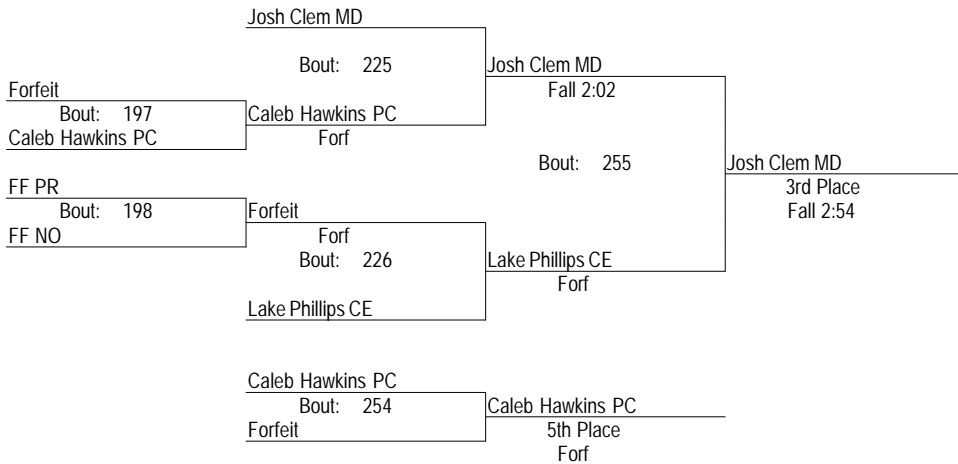 Josh Clem MD
Bout: 225
Josh Clem MD
Forfeit
Fall 2:02
Bout: 197
Caleb Hawkins PC
Caleb Hawkins PC
Forf
Bout: 255
Josh Clem MD
FF PR
3rd Place
Bout: 198
Forfeit
Fall 2:54
FF NO
Forf
Bout: 226
Lake Phillips CE
Forf
Lake Phillips CE
Caleb Hawkins PC
Bout: 254
Caleb Hawkins PC
Forfeit
5th Place
Forf